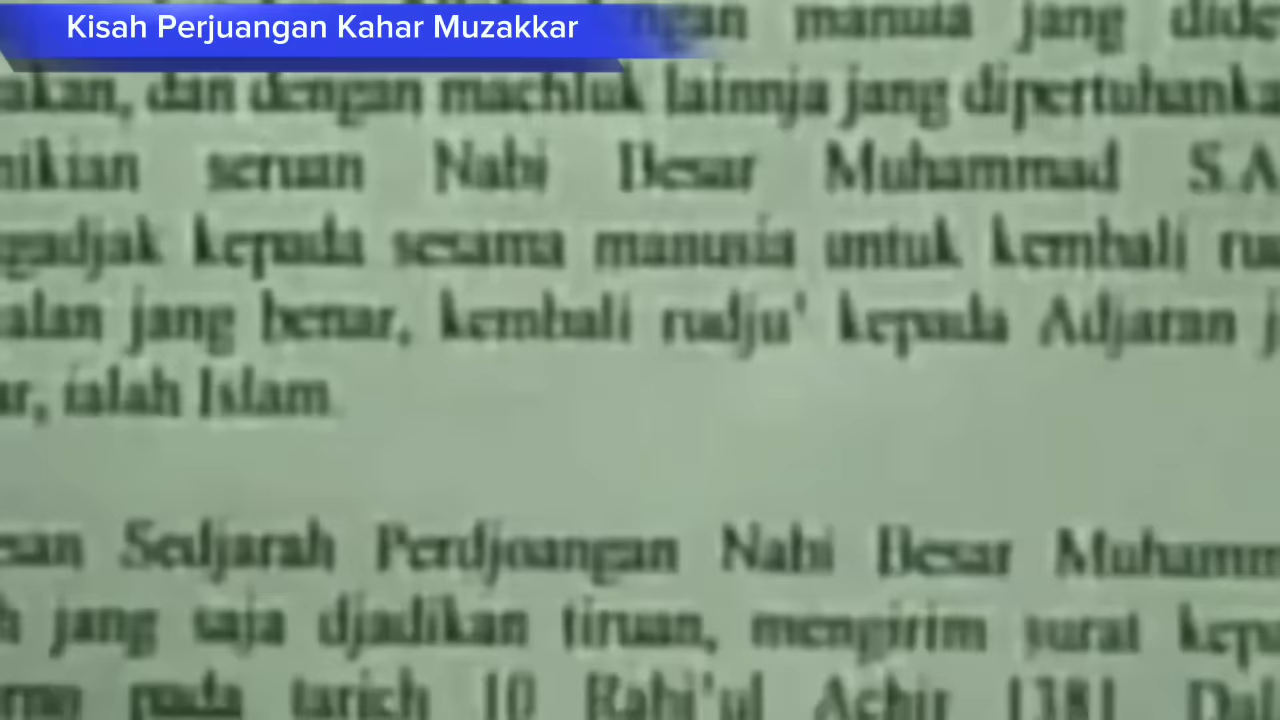 Kisah Perjuangan Kahar Muzakkar
manusia jang
akan, dan dengan machluk lainnja jang dipertuhanka
nikian seruan Nabi Besar Muhammad S.A
gadjak kepada sesama manusia untuk kembali
alan jang benar, kembali rudju' kepada Adjaran j
ar, ialah Islam.
esan Sedjarah Perdjoangan Nabi Besar Muhamm
h jang saja djadikan tiruan, mengirim surat kepa
pada tarich 10 Rabi'ul Achir 1381. Dal